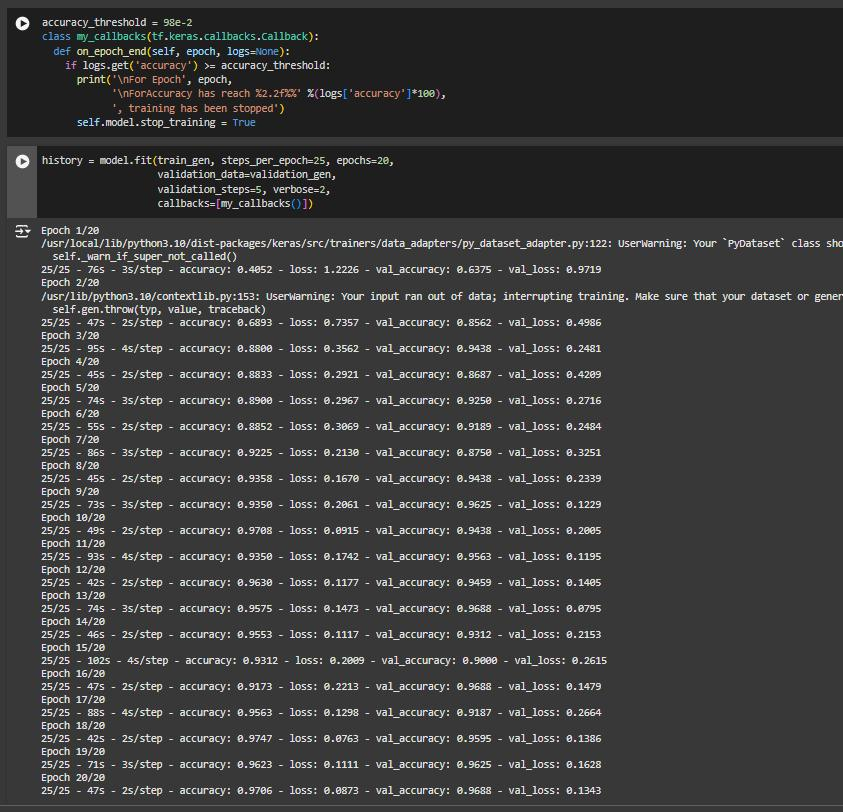 accuracy_threshold = 98e-2
class my_callbacks(tf.keras.callbacks.Callback):
  def on_epoch_end(self, epoch, logs=None):
    if logs.get('accuracy') >= accuracy_threshold:
      print('\nFor Epoch', epoch,
            '\nForAccuracy has reach %2.2f%%' %(logs['accuracy']*100),
            ', training has been stopped')
      self.model.stop_training = True
history = model.fit(train_gen, steps_per_epoch=25, epochs=20,
                    validation_data=validation_gen,
                    validation_steps=5, verbose=2,
                    callbacks=[my_callbacks()])
Epoch 1/20
/usr/local/lib/python3.10/dist-packages/keras/src/trainers/data_adapters/py_dataset_adapter.py:122: UserWarning: Your `PyDataset` class sho
  self._warn_if_super_not_called()
25/25 - 76s - 3s/step - accuracy: 0.4052 - loss: 1.2226 - val_accuracy: 0.6375 - val_loss: 0.9719
Epoch 2/20
/usr/lib/python3.10/contextlib.py:153: UserWarning: Your input ran out of data; interrupting training. Make sure that your dataset or gener
  self.gen.throw(typ, value, traceback)
25/25 - 47s - 2s/step - accuracy: 0.6893 - loss: 0.7357 - val_accuracy: 0.8562 - val_loss: 0.4986
Epoch 3/20
25/25 - 95s - 4s/step - accuracy: 0.8800 - loss: 0.3562 - val_accuracy: 0.9438 - val_loss: 0.2481
Epoch 4/20
25/25 - 45s - 2s/step - accuracy: 0.8833 - loss: 0.2921 - val_accuracy: 0.8687 - val_loss: 0.4209
Epoch 5/20
25/25 - 74s - 3s/step - accuracy: 0.8900 - loss: 0.2967 - val_accuracy: 0.9250 - val_loss: 0.2716
Epoch 6/20
25/25 - 55s - 2s/step - accuracy: 0.8852 - loss: 0.3069 - val_accuracy: 0.9189 - val_loss: 0.2484
Epoch 7/20
25/25 - 86s - 3s/step - accuracy: 0.9225 - loss: 0.2130 - val_accuracy: 0.8750 - val_loss: 0.3251
Epoch 8/20
25/25 - 45s - 2s/step - accuracy: 0.9358 - loss: 0.1670 - val_accuracy: 0.9438 - val_loss: 0.2339
Epoch 9/20
25/25 - 73s - 3s/step - accuracy: 0.9350 - loss: 0.2061 - val_accuracy: 0.9625 - val_loss: 0.1229
Epoch 10/20
25/25 - 49s - 2s/step - accuracy: 0.9708 - loss: 0.0915 - val_accuracy: 0.9438 - val_loss: 0.2005
Epoch 11/20
25/25 - 93s - 4s/step - accuracy: 0.9350 - loss: 0.1742 - val_accuracy: 0.9563 - val_loss: 0.1195
Epoch 12/20
25/25 - 42s - 2s/step - accuracy: 0.9630 - loss: 0.1177 - val_accuracy: 0.9459 - val_loss: 0.1405
Epoch 13/20
25/25 - 74s - 3s/step - accuracy: 0.9575 - loss: 0.1473 - val_accuracy: 0.9688 - val_loss: 0.0795
Epoch 14/20
25/25 - 46s - 2s/step - accuracy: 0.9553 - loss: 0.1117 - val_accuracy: 0.9312 - val_loss: 0.2153
Epoch 15/20
25/25 - 102s - 4s/step - accuracy: 0.9312 - loss: 0.2009 - val_accuracy: 0.9000 - val_loss: 0.2615
Epoch 16/20
25/25 - 47s - 2s/step - accuracy: 0.9173 - loss: 0.2213 - val_accuracy: 0.9688 - val_loss: 0.1479
Epoch 17/20
25/25 - 88s - 4s/step - accuracy: 0.9563 - loss: 0.1298 - val_accuracy: 0.9187 - val_loss: 0.2664
Epoch 18/20
25/25 - 42s - 2s/step - accuracy: 0.9747 - loss: 0.0763 - val_accuracy: 0.9595 - val_loss: 0.1386
Epoch 19/20
25/25 - 71s - 3s/step - accuracy: 0.9623 - loss: 0.1111 - val_accuracy: 0.9625 - val_loss: 0.1628
Epoch 20/20
25/25 - 47s - 2s/step - accuracy: 0.9706 - loss: 0.0873 - val_accuracy: 0.9688 - val_loss: 0.1343